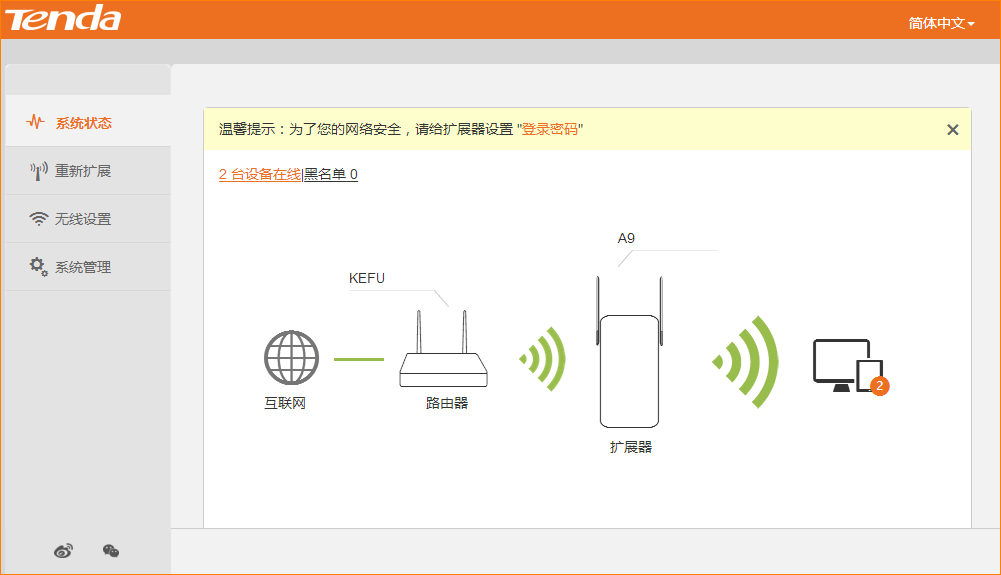 Tenda
简体中文
系统状态
重新扩展
无线设置
系统管理
温馨提示：为了您的网络安全，请给扩展器设置 "登录密码"
2 台设备在线|黑名单 0
A9
KEFU
互联网
路由器
扩展器
2